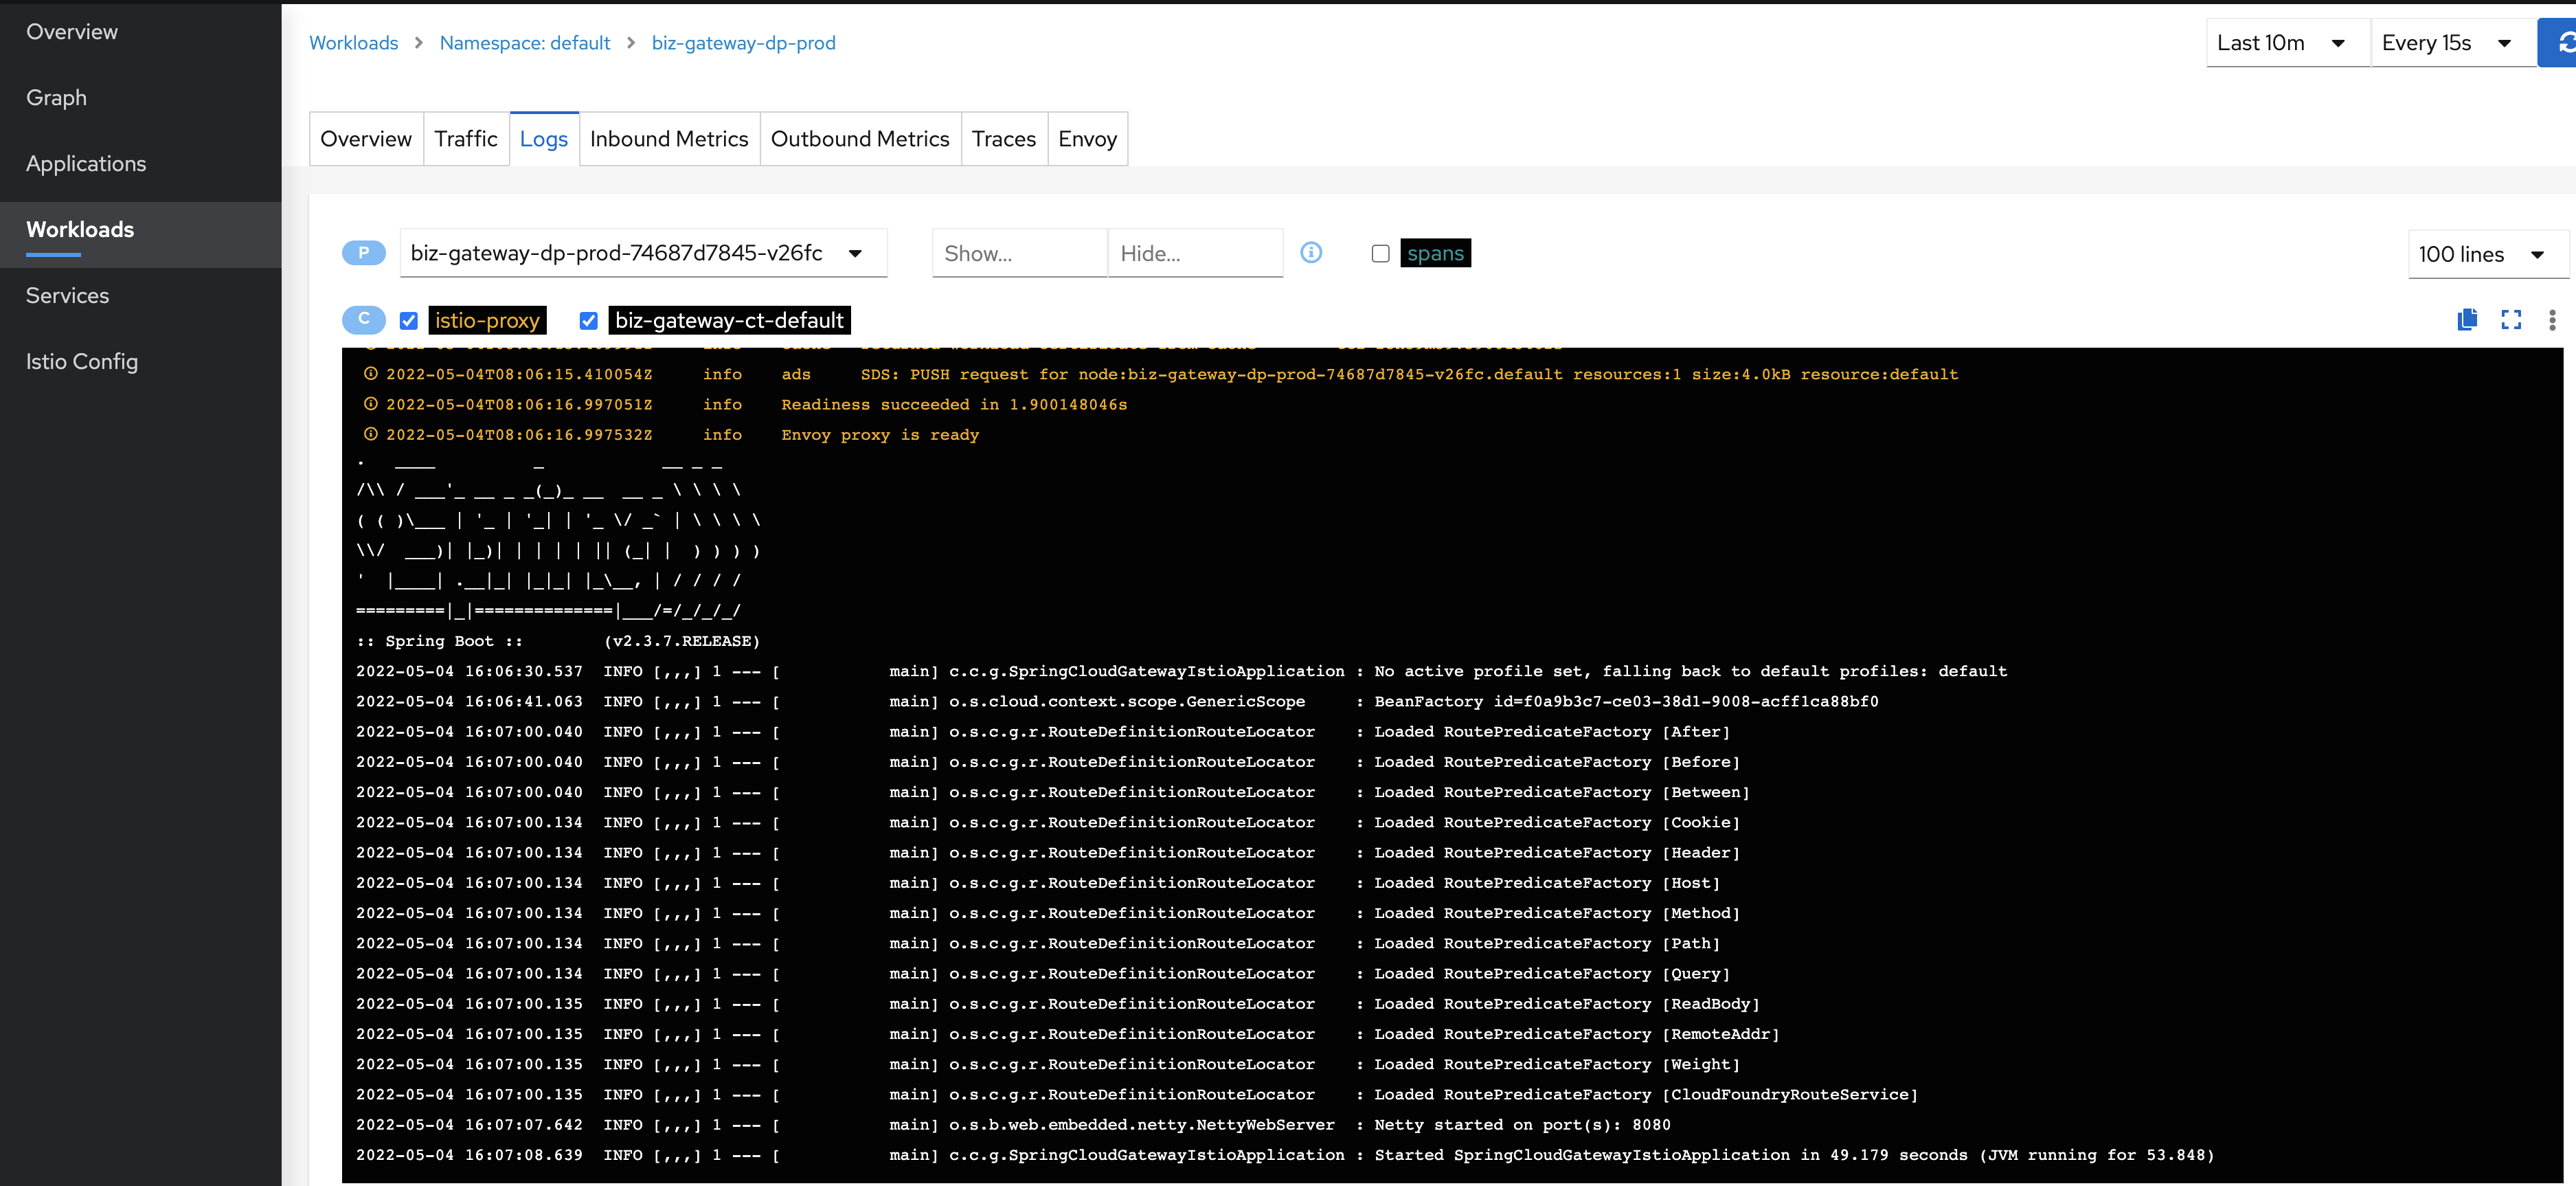 Overview
Graph
Applications
Workloads
Services
Istio Config
Workloads > Namespace: default > biz-gateway-dp-prod
Last 10m Every 15s
Overview Traffic Logs Inbound Metrics Outbound Metrics Traces Envoy
P biz-gateway-dp-prod-74687d7845-v26fc Show... Hide... spans 100 lines
C istio-proxy biz-gateway-ct-default
2022-05-04T08:06:15.410054Z info ads SDS: PUSH request for node:biz-gateway-dp-prod-74687d7845-v26fc.default resources:1 size:4.0kB resource:default
2022-05-04T08:06:16.997051Z info Readiness succeeded in 1.900148046s
2022-05-04T08:06:16.997532Z info Envoy proxy is ready
.   ____          _            __ _ _
/\\ / ___'_ __ _ _(_)_ __  __ _ \ \ \ \
( ( )\___ | '_ | '_| | '_ \/ _` | \ \ \ \
\\/  ___)| |_)| | | | | || (_| |  ) ) ) )
'  |____| .__|_| |_|_| |_\__, | / / / /
=========|_|==============|___/=/_/_/_/
:: Spring Boot ::        (v2.3.7.RELEASE)
2022-05-04 16:06:30.537  INFO [,,,] 1 --- [           main] c.c.g.SpringCloudGatewayIstioApplication : No active profile set, falling back to default profiles: default
2022-05-04 16:06:41.063  INFO [,,,] 1 --- [           main] o.s.cloud.context.scope.GenericScope     : BeanFactory id=f0a9b3c7-ce03-38d1-9008-acff1ca88bf0
2022-05-04 16:07:00.040  INFO [,,,] 1 --- [           main] o.s.c.g.r.RouteDefinitionRouteLocator    : Loaded RoutePredicateFactory [After]
2022-05-04 16:07:00.040  INFO [,,,] 1 --- [           main] o.s.c.g.r.RouteDefinitionRouteLocator    : Loaded RoutePredicateFactory [Before]
2022-05-04 16:07:00.040  INFO [,,,] 1 --- [           main] o.s.c.g.r.RouteDefinitionRouteLocator    : Loaded RoutePredicateFactory [Between]
2022-05-04 16:07:00.134  INFO [,,,] 1 --- [           main] o.s.c.g.r.RouteDefinitionRouteLocator    : Loaded RoutePredicateFactory [Cookie]
2022-05-04 16:07:00.134  INFO [,,,] 1 --- [           main] o.s.c.g.r.RouteDefinitionRouteLocator    : Loaded RoutePredicateFactory [Header]
2022-05-04 16:07:00.134  INFO [,,,] 1 --- [           main] o.s.c.g.r.RouteDefinitionRouteLocator    : Loaded RoutePredicateFactory [Host]
2022-05-04 16:07:00.134  INFO [,,,] 1 --- [           main] o.s.c.g.r.RouteDefinitionRouteLocator    : Loaded RoutePredicateFactory [Method]
2022-05-04 16:07:00.134  INFO [,,,] 1 --- [           main] o.s.c.g.r.RouteDefinitionRouteLocator    : Loaded RoutePredicateFactory [Path]
2022-05-04 16:07:00.134  INFO [,,,] 1 --- [           main] o.s.c.g.r.RouteDefinitionRouteLocator    : Loaded RoutePredicateFactory [Query]
2022-05-04 16:07:00.135  INFO [,,,] 1 --- [           main] o.s.c.g.r.RouteDefinitionRouteLocator    : Loaded RoutePredicateFactory [ReadBody]
2022-05-04 16:07:00.135  INFO [,,,] 1 --- [           main] o.s.c.g.r.RouteDefinitionRouteLocator    : Loaded RoutePredicateFactory [RemoteAddr]
2022-05-04 16:07:00.135  INFO [,,,] 1 --- [           main] o.s.c.g.r.RouteDefinitionRouteLocator    : Loaded RoutePredicateFactory [Weight]
2022-05-04 16:07:00.135  INFO [,,,] 1 --- [           main] o.s.c.g.r.RouteDefinitionRouteLocator    : Loaded RoutePredicateFactory [CloudFoundryRouteService]
2022-05-04 16:07:07.642  INFO [,,,] 1 --- [           main] o.s.b.web.embedded.netty.NettyWebServer  : Netty started on port(s): 8080
2022-05-04 16:07:08.639  INFO [,,,] 1 --- [           main] c.c.g.SpringCloudGatewayIstioApplication : Started SpringCloudGatewayIstioApplication in 49.179 seconds (JVM running for 53.848)